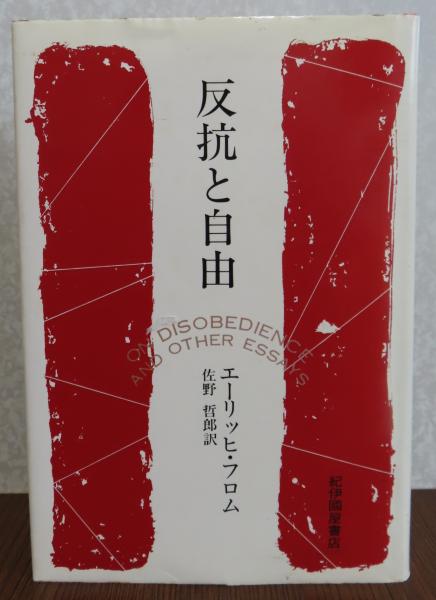 反抗と自由
ON DISOBEDIENCE
AND OTHER ESSAYS
エーリッヒ・フロム
佐野 哲郎訳
紀伊國屋書店